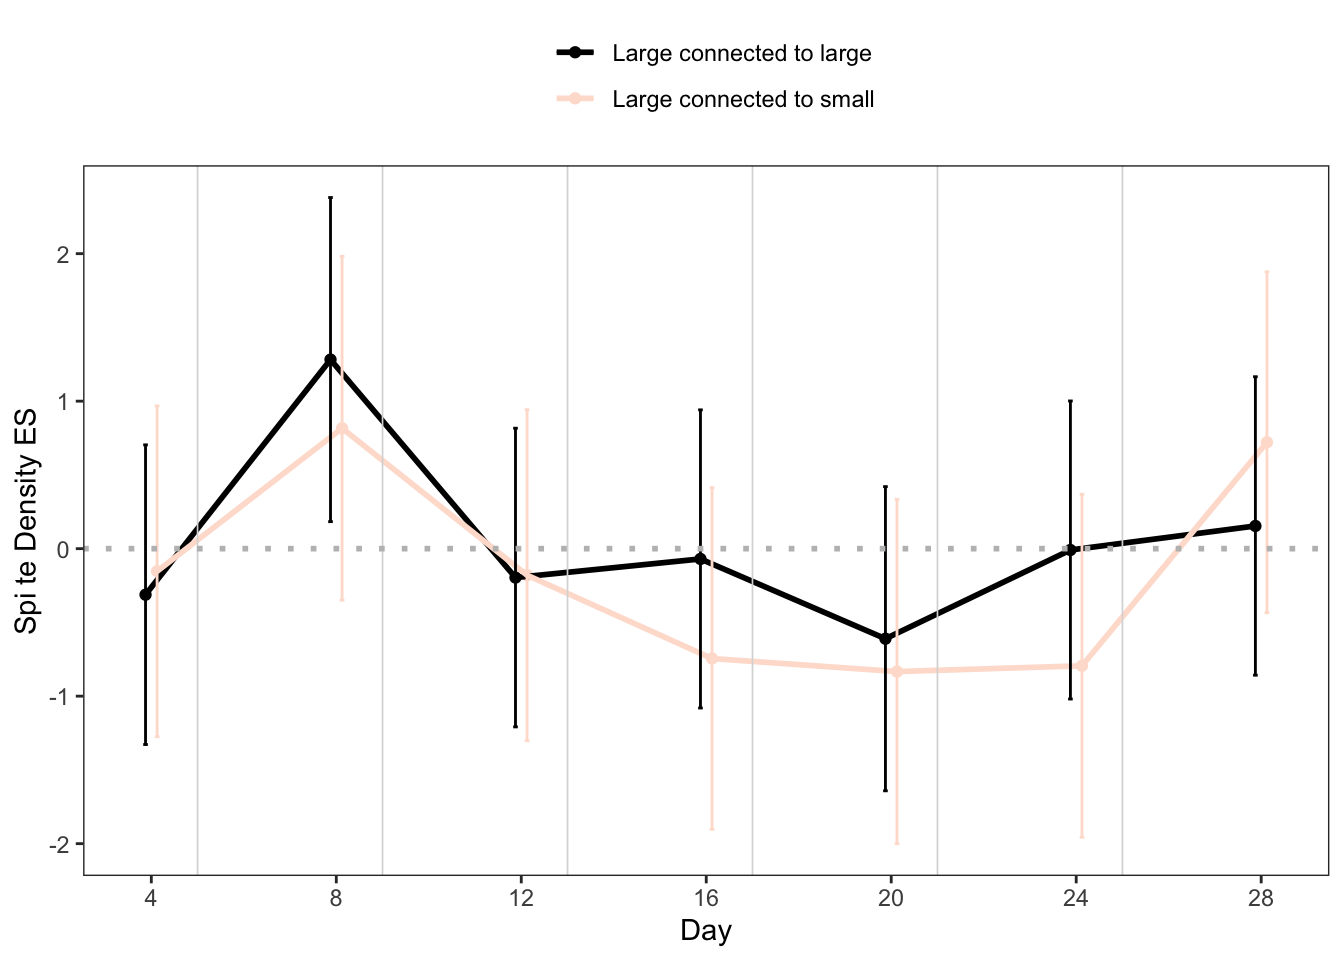 Large connected to large
Large connected to small
Spi te Density ES
2
1
0
-1
-2
4 8 12 16 20 24 28
Day